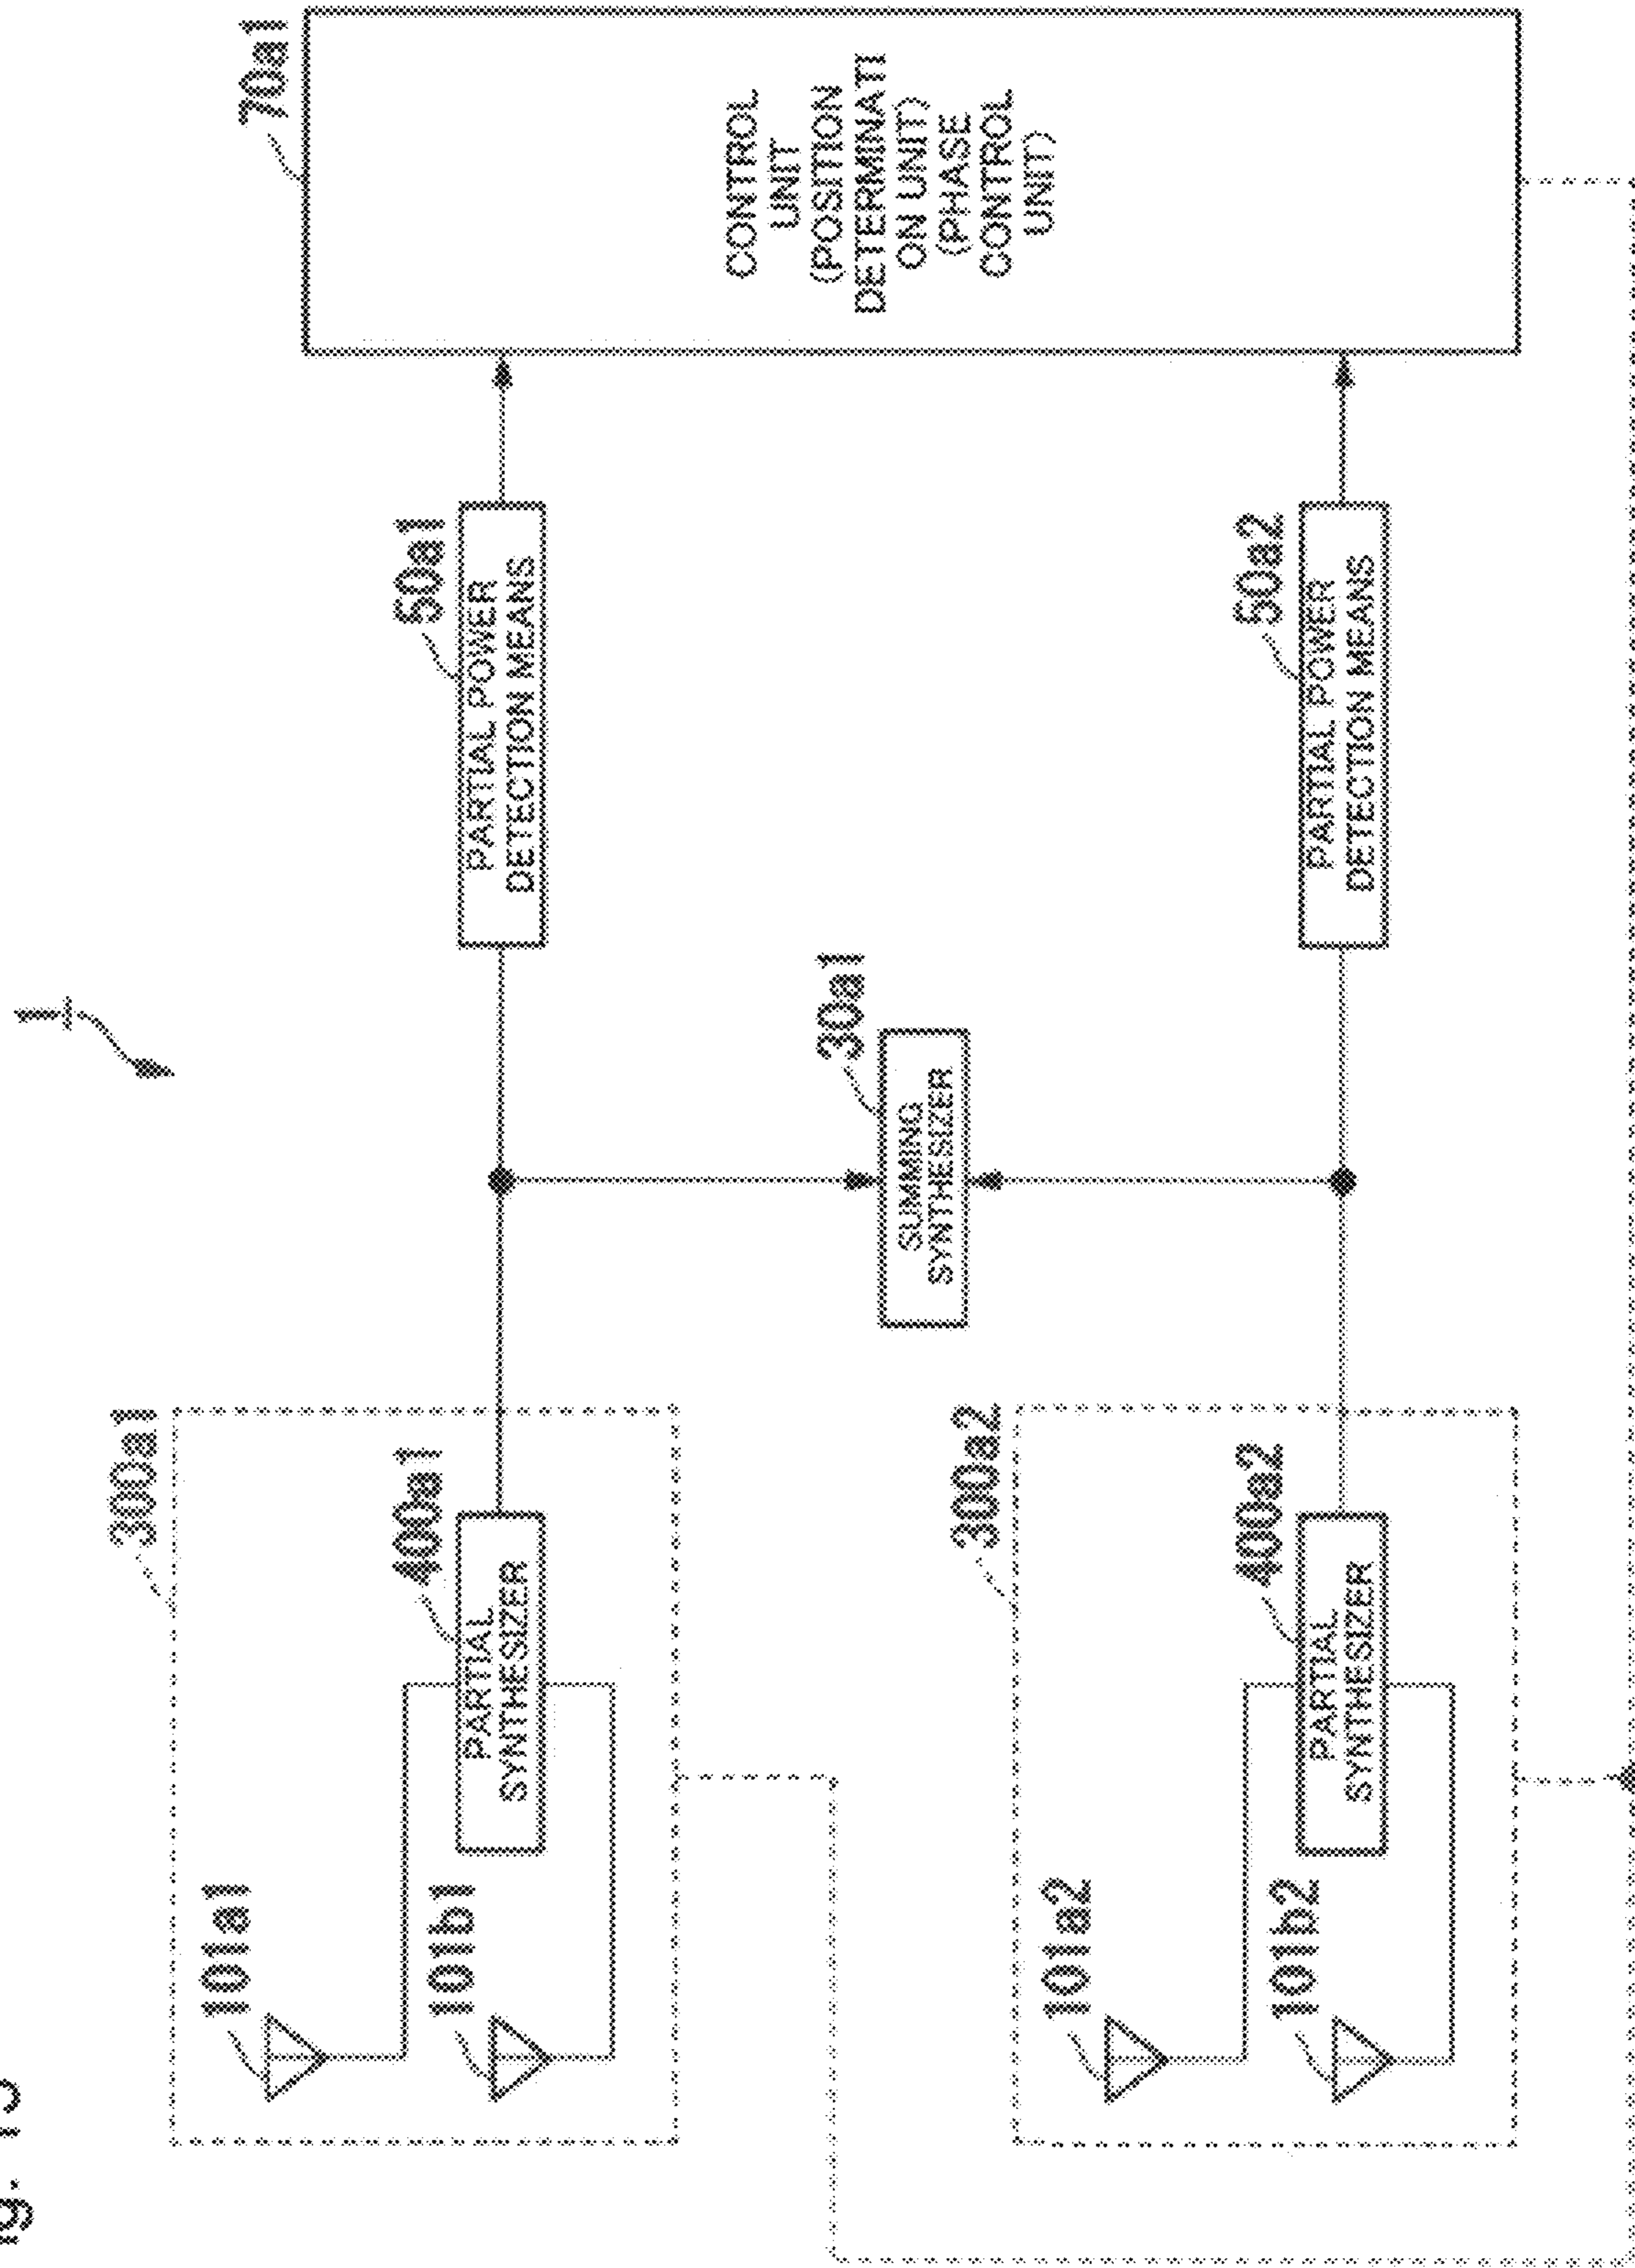 1
300a1
101a1
101b1
400a1
PARTIAL
SYNTHESIZER
50a1
PARTIAL POWER
DETECTION MEANS
70a1
CONTROL
UNIT
(POSITION
DETERMINATI
ON UNIT)
(PHASE
CONTROL
UNIT)
30a1
SUMMING
SYNTHESIZER
300a2
101a2
101b2
400a2
PARTIAL
SYNTHESIZER
50a2
PARTIAL POWER
DETECTION MEANS